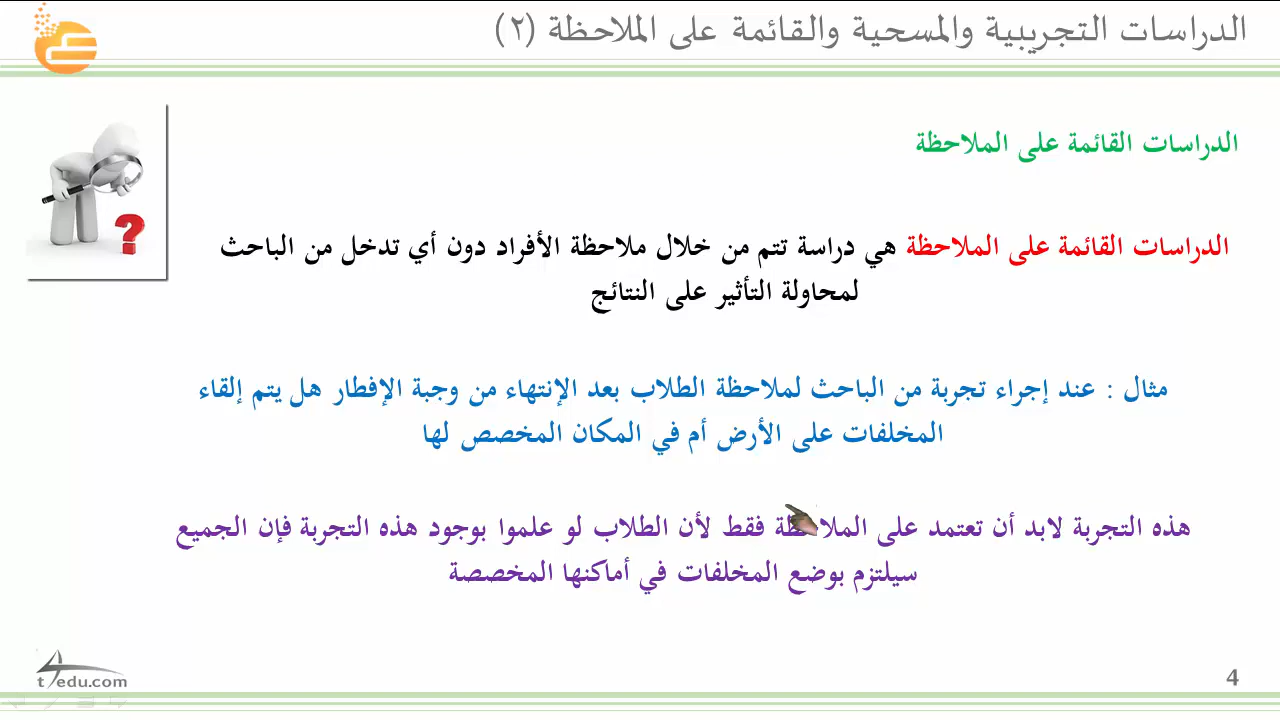 الدراسات التجريبية والمسحية والقائمة على الملاحظة (٢)
الدراسات القائمة على الملاحظة
الدراسات القائمة على الملاحظة هي دراسة تتم من خلال ملاحظة الأفراد دون أي تدخل من الباحث
لمحاولة التأثير على النتائج
مثال : عند إجراء تجربة من الباحث لملاحظة الطلاب بعد الإنتهاء من وجبة الإفطار هل يتم إلقاء
المخلفات على الأرض أم في المكان المخصص لها
هذه التجربة لابد أن تعتمد على الملاحظة فقط لأن الطلاب لو علموا بوجود هذه التجربة فإن الجميع
سيلتزم بوضع المخلفات في أماكنها المخصصة
t4edu.com
4